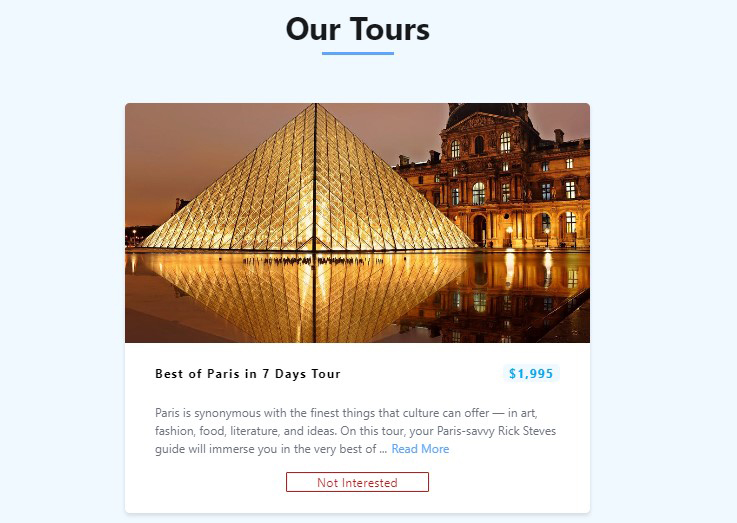 Our Tours
Best of Paris in 7 Days Tour
$1,995
Paris is synonymous with the finest things that culture can offer — in art,
fashion, food, literature, and ideas. On this tour, your Paris-savvy Rick Steves
guide will immerse you in the very best of ... Read More
Not Interested